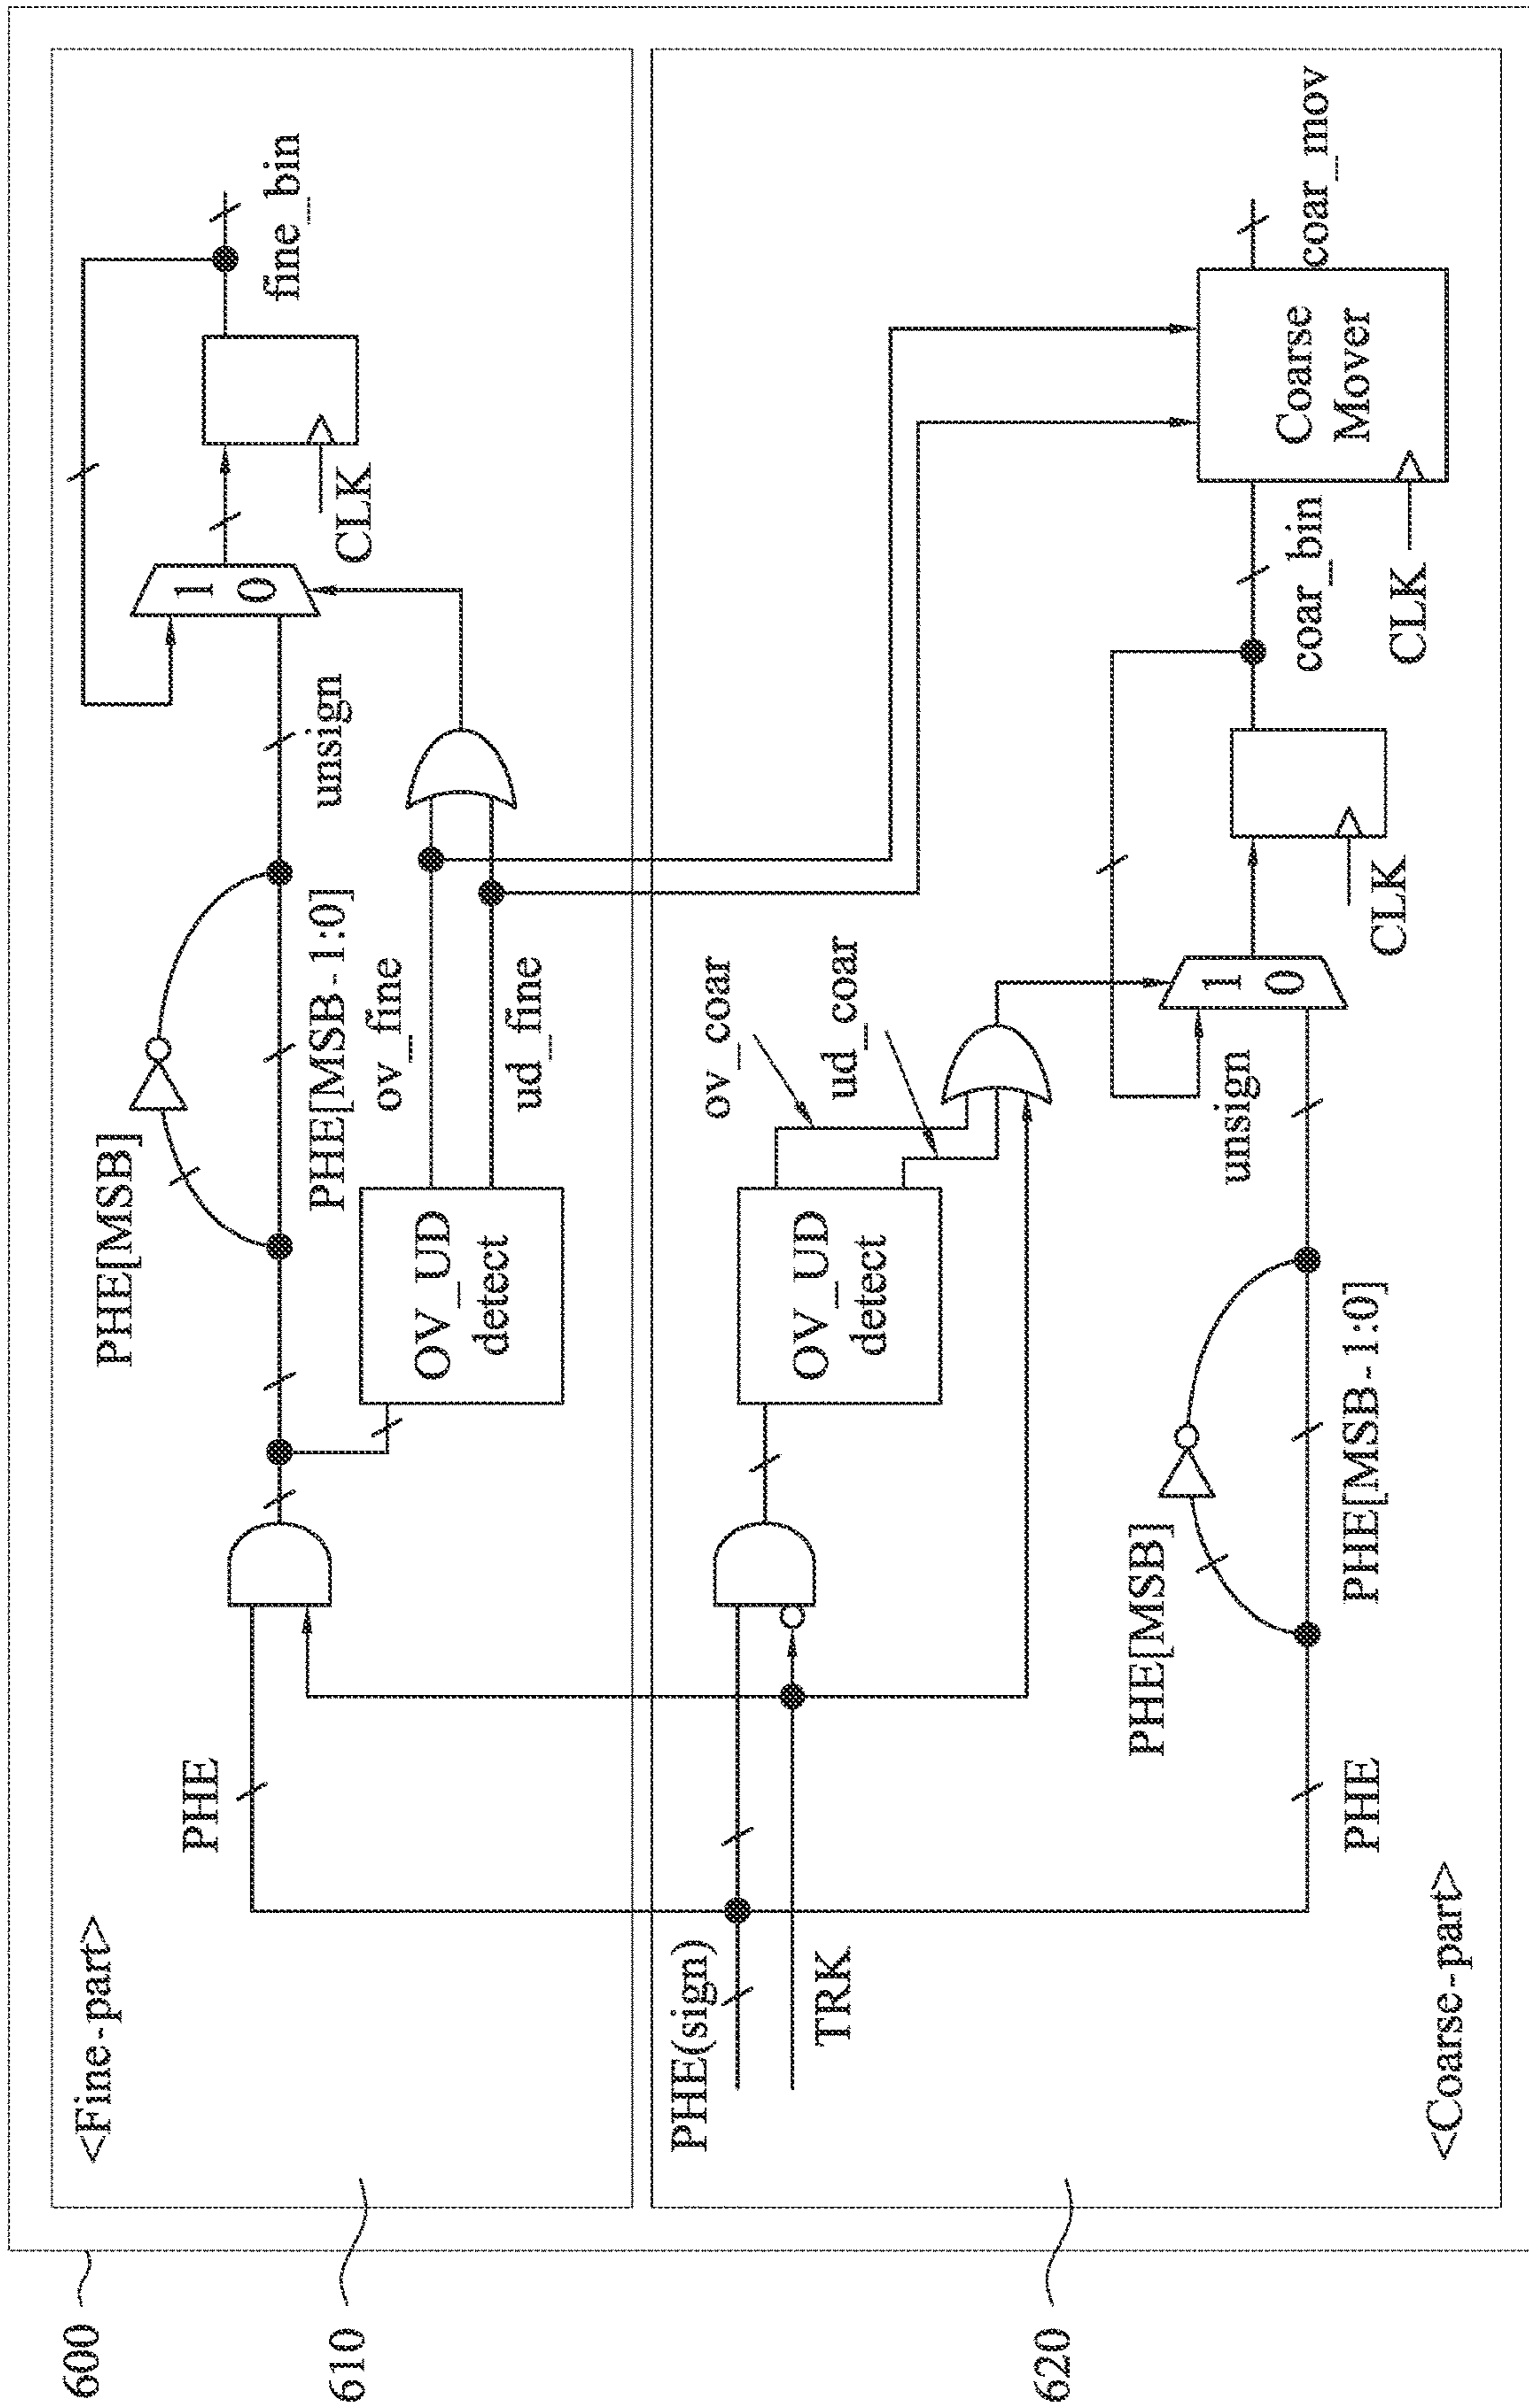 600
610
620
<Fine-part>
PHE
PHE[MSB]
PHE[MSB-1:0]
unsign
1
0
CLK
fine_bin
OV_UD
detect
ov_fine
ud_fine
<Coarse-part>
PHE(sign)
TRK
OV_UD
detect
ov_coar
ud_coar
PHE
PHE[MSB]
PHE[MSB-1:0]
unsign
1
0
CLK
coar_bin
CLK
Coarse
Mover
coar_mov